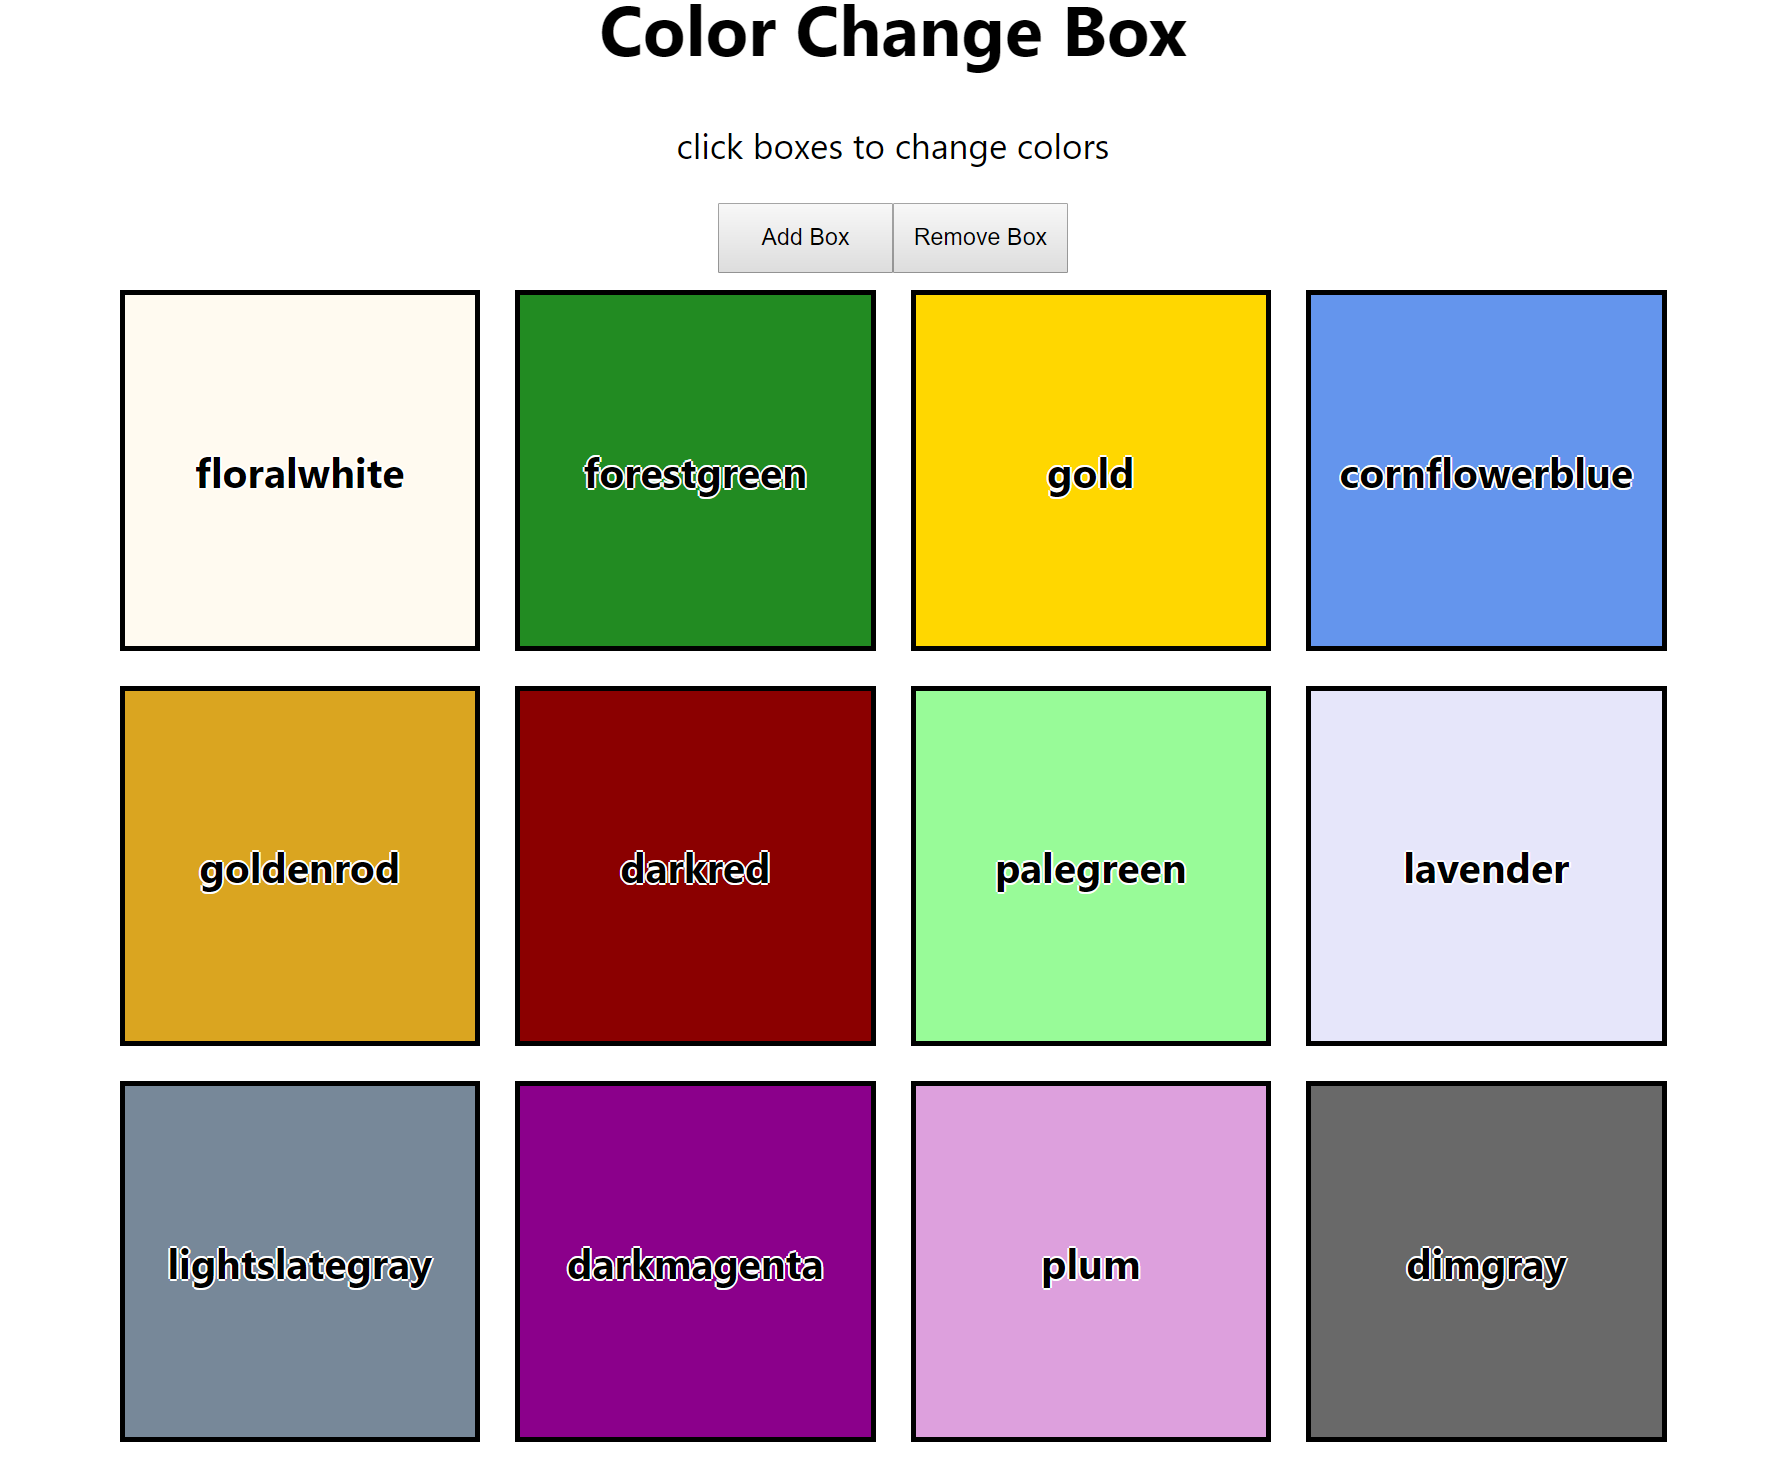 Color Change Box
click boxes to change colors
Add Box Remove Box
floralwhite forestgreen gold cornflowerblue
goldenrod darkred palegreen lavender
lightslategray darkmagenta plum dimgray